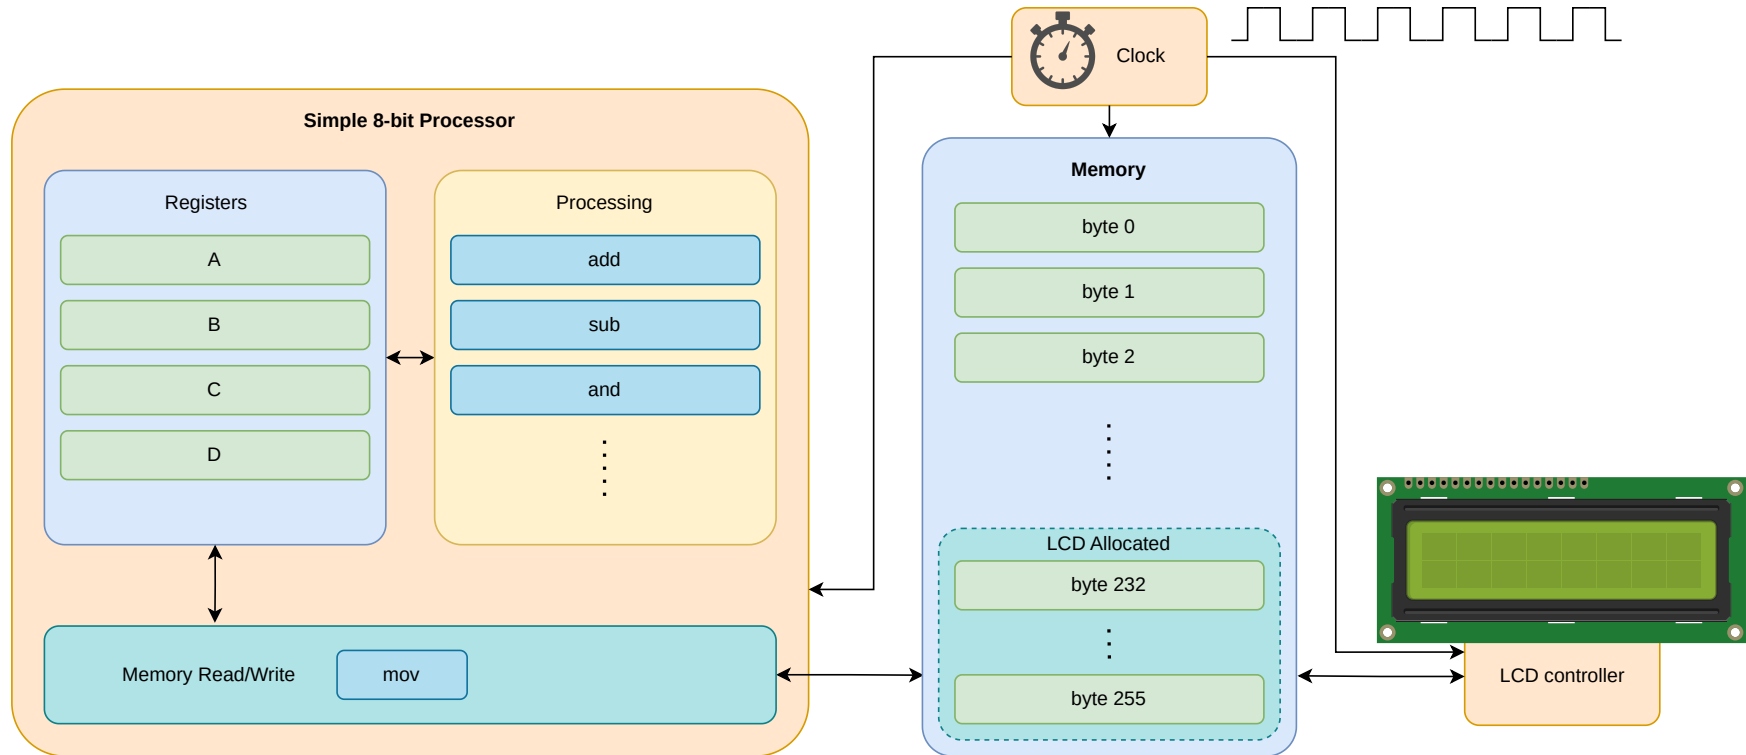 Clock
Simple 8-bit Processor
Registers
A
B
C
D
Processing
add
sub
and
Memory Read/Write
mov
Memory
byte 0
byte 1
byte 2
LCD Allocated
byte 232
byte 255
LCD controller